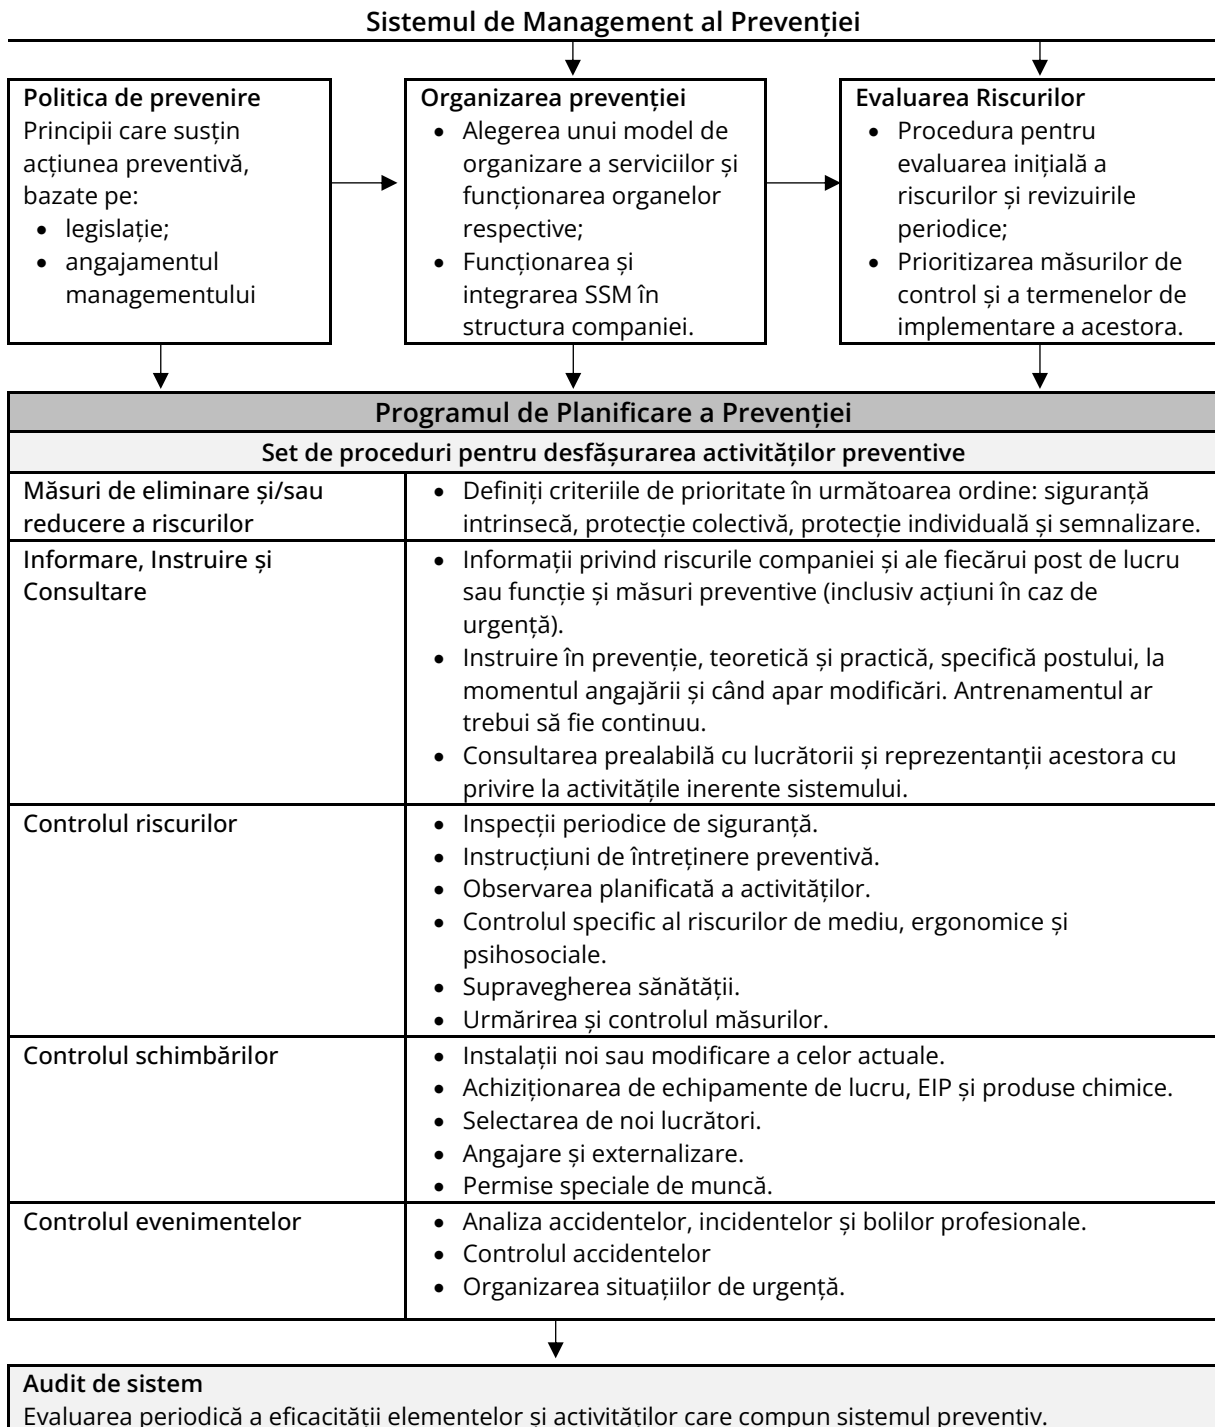 Sistemul de Management al Prevenției
Politica de prevenire
Principii care susțin
acțiunea preventivă,
bazate pe:
• legislație;
• angajamentul
managementului
Organizarea prevenției
• Alegerea unui model de
organizare a serviciilor și
funcționarea organelor
respective;
• Funcționarea și
integrarea SSM în
structura companiei.
Evaluarea Riscurilor
• Procedura pentru
evaluarea inițială a
riscurilor și revizuirile
periodice;
• Prioritizarea măsurilor de
control și a termenelor de
implementare a acestora.
Programul de Planificare a Prevenției
Set de proceduri pentru desfășurarea activităților preventive
Măsuri de eliminare și/sau
reducere a riscurilor
• Definiți criteriile de prioritate în următoarea ordine: siguranță
intrinsecă, protecție colectivă, protecție individuală și semnalizare.
Informare, Instruire și
Consultare
• Informații privind riscurile companiei și ale fiecărui post de lucru
sau funcție și măsuri preventive (inclusiv acțiuni în caz de
urgență).
• Instruire în prevenție, teoretică și practică, specifică postului, la
momentul angajării și când apar modificări. Antrenamentul ar
trebui să fie continuu.
• Consultarea prealabilă cu lucrătorii și reprezentanții acestora cu
privire la activitățile inerente sistemului.
Controlul riscurilor
• Inspecții periodice de siguranță.
• Instrucțiuni de întreținere preventivă.
• Observarea planificată a activităților.
• Controlul specific al riscurilor de mediu, ergonomice și
psihosociale.
• Supravegherea sănătății.
• Urmărirea și controlul măsurilor.
Controlul schimbărilor
• Instalații noi sau modificare a celor actuale.
• Achiziționarea de echipamente de lucru, EIP și produse chimice.
• Selectarea de noi lucrători.
• Angajare și externalizare.
• Permise speciale de muncă.
Controlul evenimentelor
• Analiza accidentelor, incidentelor și bolilor profesionale.
• Controlul accidentelor
• Organizarea situațiilor de urgență.
Audit de sistem
Evaluarea periodică a eficacității elementelor și activităților care compun sistemul preventiv.